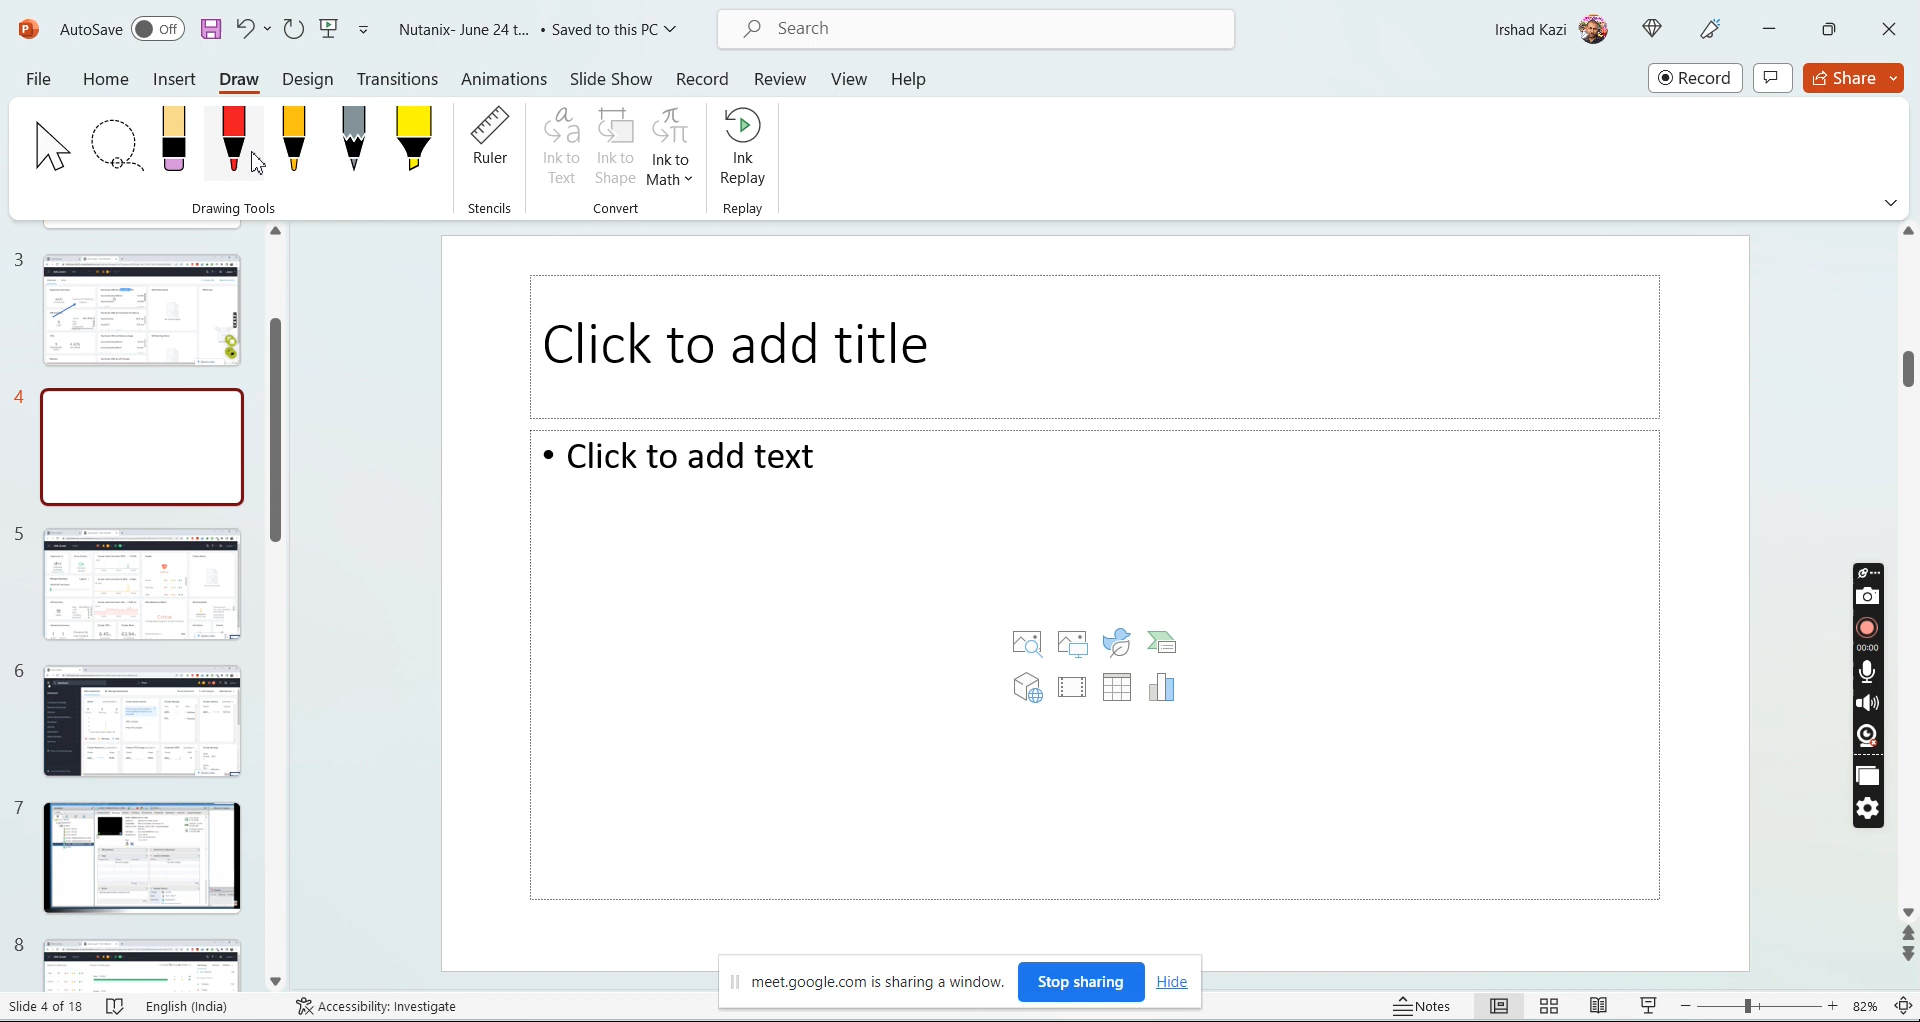 AutoSave Off Nutanix- June 24 t... • Saved to this PC Search Irshad Kazi
File Home Insert Draw Design Transitions Animations Slide Show Record Review View Help Record Share
Ruler
Ink to Text
Ink to Shape
Ink to Math
Ink Replay
Drawing Tools Stencils Convert Replay
3
4
5
6
7
8
Click to add title
• Click to add text
00:00
meet.google.com is sharing a window. Stop sharing Hide
Slide 4 of 18 English (India) Accessibility: Investigate Notes 82%